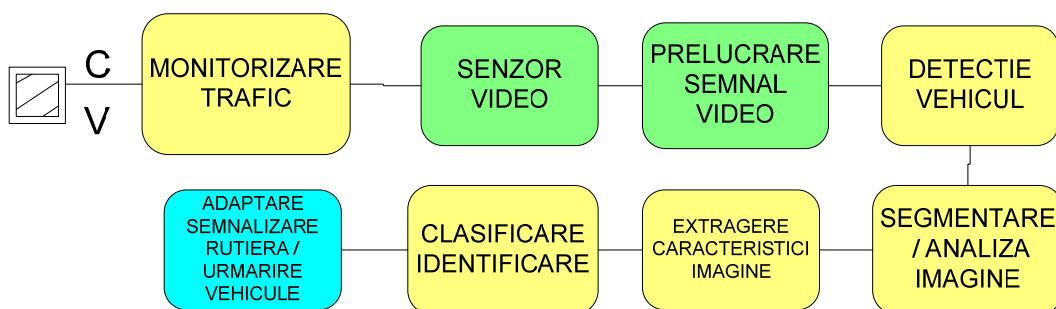 C
V
MONITORIZARE
TRAFIC
SENZOR
VIDEO
PRELUCRARE
SEMNAL
VIDEO
DETECTIE
VEHICUL
SEGMENTARE
/ ANALIZA
IMAGINE
EXTRAGERE
CARACTERISTICI
IMAGINE
CLASIFICARE
IDENTIFICARE
ADAPTARE
SEMNALIZARE
RUTIERA /
URMARIRE
VEHICULE